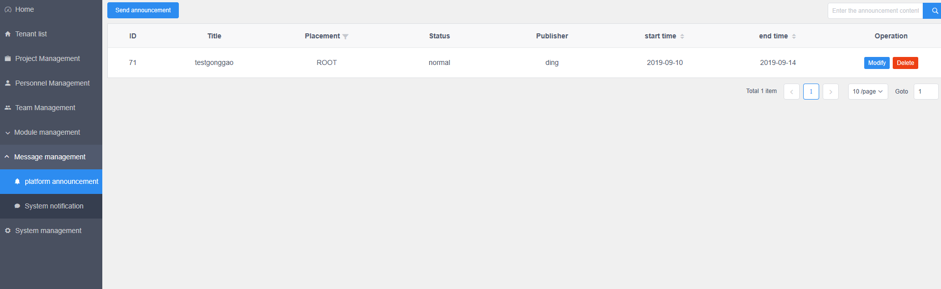 Home
Tenant list
Project Management
Personnel Management
Team Management
Module management
Message management
platform announcement
System notification
System management
Send announcement
Enter the announcement content
ID Title Placement Status Publisher start time end time Operation
71 testgonggao ROOT normal ding 2019-09-10 2019-09-14 Modify Delete
Total 1 item 1 10 /page Goto 1